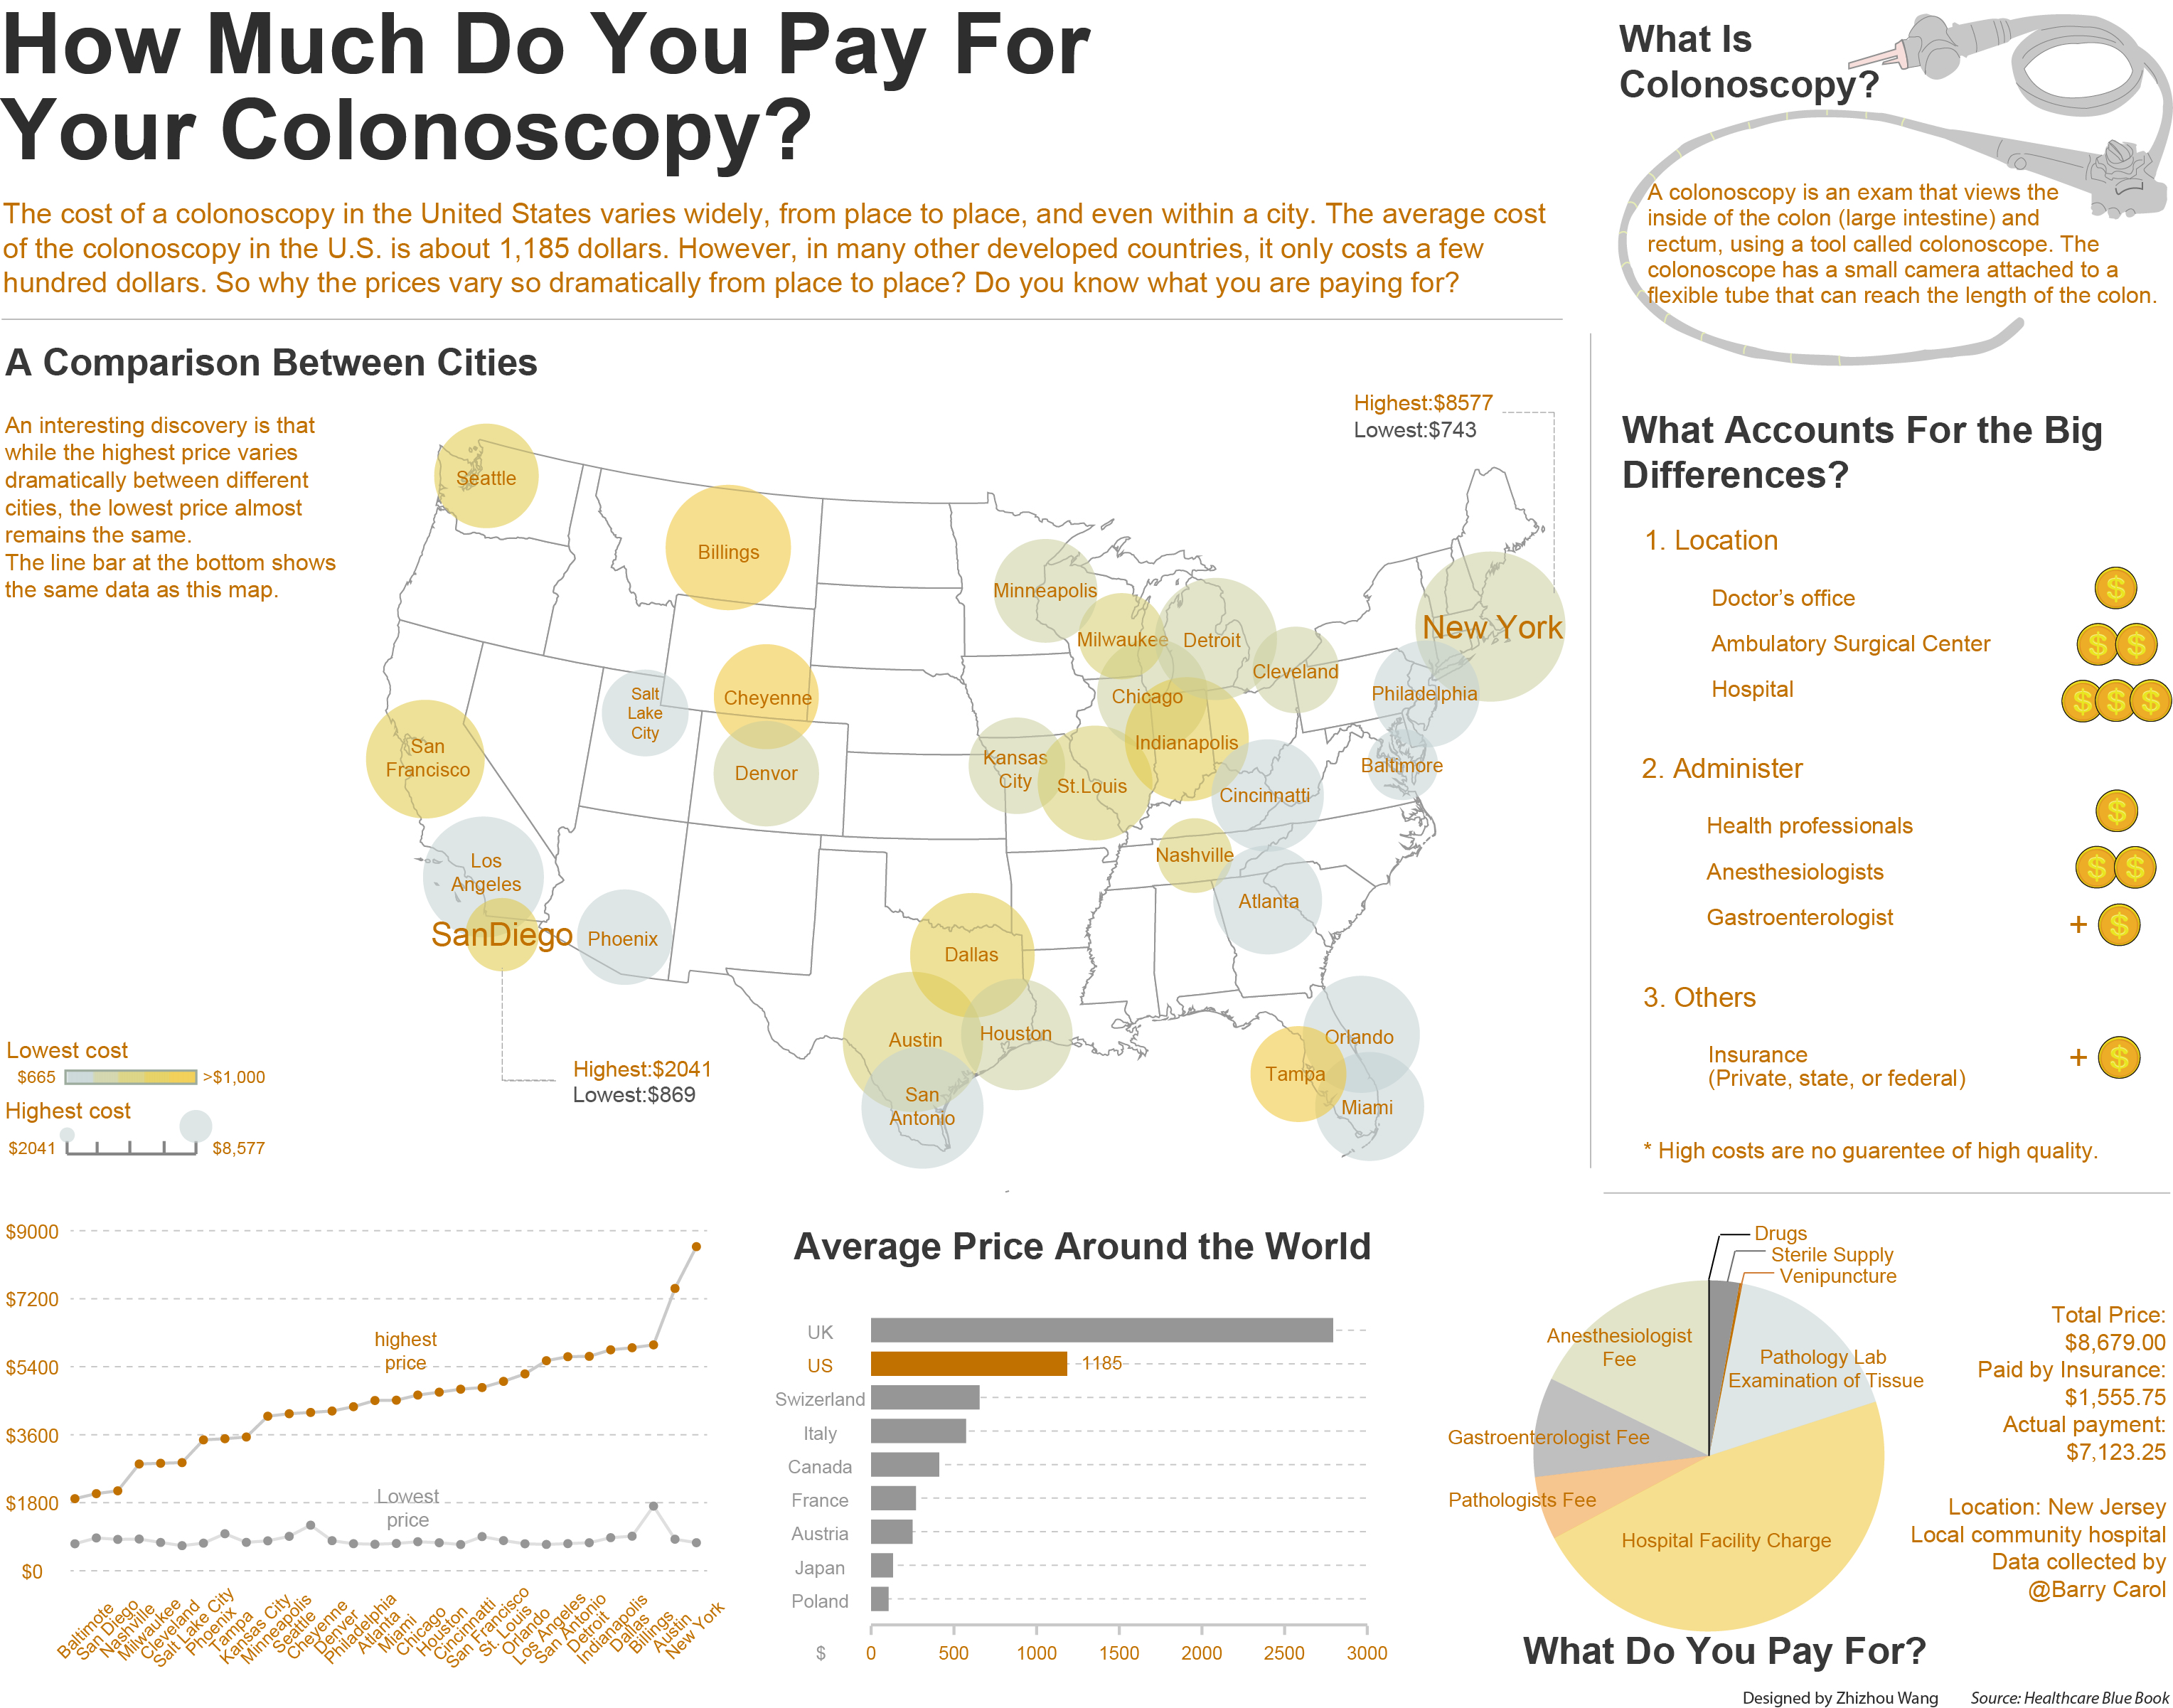 How Much Do You Pay For
Your Colonoscopy?
The cost of a colonoscopy in the United States varies widely, from place to place, and even within a city. The average cost
of the colonoscopy in the U.S. is about 1,185 dollars. However, in many other developed countries, it only costs a few
hundred dollars. So why the prices vary so dramatically from place to place? Do you know what you are paying for?
What Is
Colonoscopy?
A colonoscopy is an exam that views the
inside of the colon (large intestine) and
rectum, using a tool called colonoscope. The
colonoscope has a small camera attached to a
flexible tube that can reach the length of the colon.
A Comparison Between Cities
An interesting discovery is that
while the highest price varies
dramatically between different
cities, the lowest price almost
remains the same.
The line bar at the bottom shows
the same data as this map.
Highest:$8577
Lowest:$743
Seattle
Billings
Minneapolis
Milwaukee
Detroit
New York
Cleveland
Salt
Lake
City
Cheyenne
Chicago
Philadelphia
San
Francisco
Denvor
Kansas
City
St.Louis
Indianapolis
Baltimore
Cincinnatti
Los
Angeles
Nashville
SanDiego
Phoenix
Atlanta
Dallas
Austin
Houston
Orlando
Tampa
San
Antonio
Miami
Highest:$2041
Lowest:$869
Lowest cost
$665
>$1,000
Highest cost
$2041
$8,577
What Accounts For the Big
Differences?
1. Location
Doctor’s office
$
Ambulatory Surgical Center
$ $
Hospital
$ $ $
2. Administer
Health professionals
$
Anesthesiologists
$ $
Gastroenterologist
+ $
3. Others
Insurance
(Private, state, or federal)
+ $
* High costs are no guarentee of high quality.
$9000
$7200
$5400
$3600
$1800
$0
highest
price
Lowest
price
Baltimote
San Diego
Nashville
Milwaukee
Cleveland
Salt Lake City
Phoenix
Tampa
Kansas City
Minneapolis
Seattle
Cheyenne
Denver
Philadelphia
Atlanta
Miami
Chicago
Houston
Cincinnatti
San Francisco
St. Louis
Orlando
Los Angeles
San Antonio
Detroit
Indianapolis
Dallas
Billings
Austin
New York
Average Price Around the World
UK
US
1185
Swizerland
Italy
Canada
France
Austria
Japan
Poland
$
0
500
1000
1500
2000
2500
3000
Drugs
Sterile Supply
Venipuncture
Anesthesiologist
Fee
Pathology Lab
Examination of Tissue
Gastroenterologist Fee
Pathologists Fee
Hospital Facility Charge
Total Price:
$8,679.00
Paid by Insurance:
$1,555.75
Actual payment:
$7,123.25
Location: New Jersey
Local community hospital
Data collected by
@Barry Carol
What Do You Pay For?
Designed by Zhizhou Wang
Source: Healthcare Blue Book